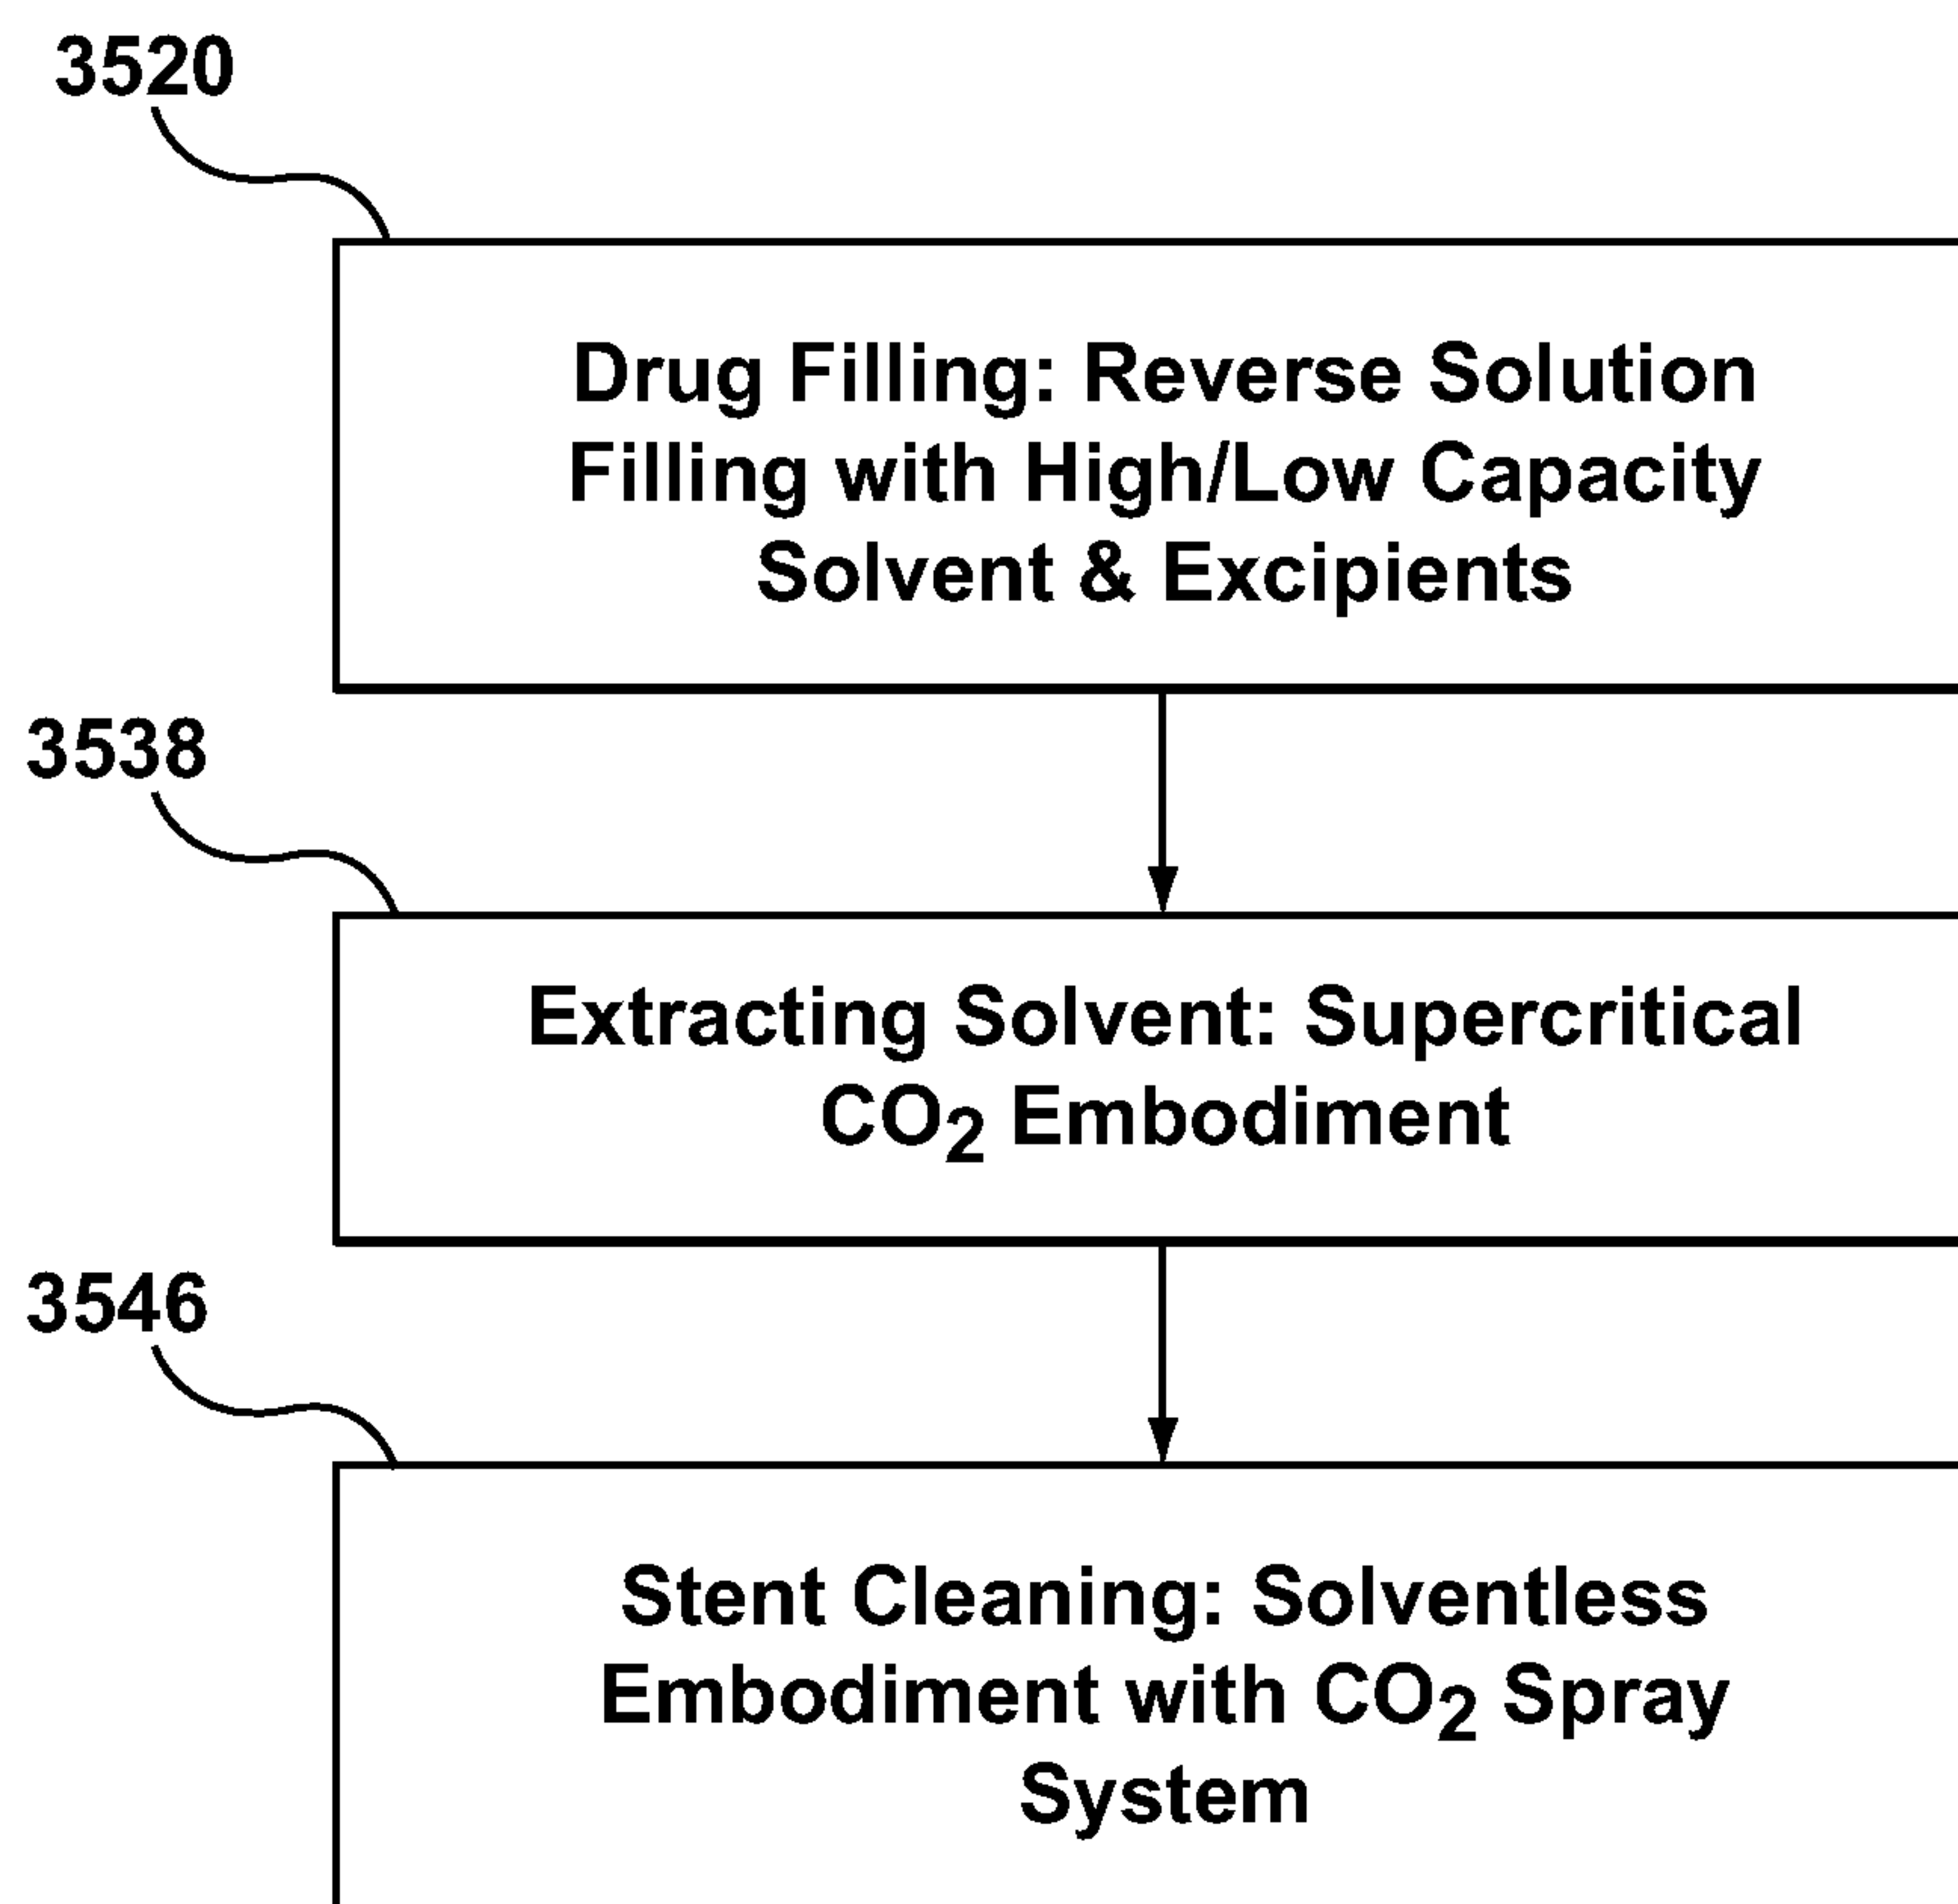 3520
Drug Filling: Reverse Solution
Filling with High/Low Capacity
Solvent & Excipients
3538
Extracting Solvent: Supercritical
CO2 Embodiment
3546
Stent Cleaning: Solventless
Embodiment with CO2 Spray
System